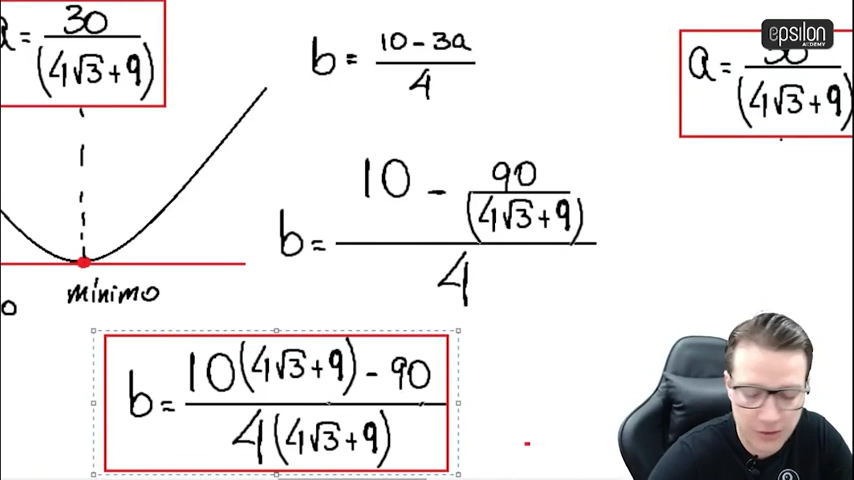 a = 30 / (4√3+9)
b = (10 - 3a) / 4
epsilon
ACADEMY
a = 30 / (4√3+9)
b = (10 - 90 / (4√3+9)) / 4
mínimo
o
b = (10(4√3+9) - 90) / (4(4√3+9))